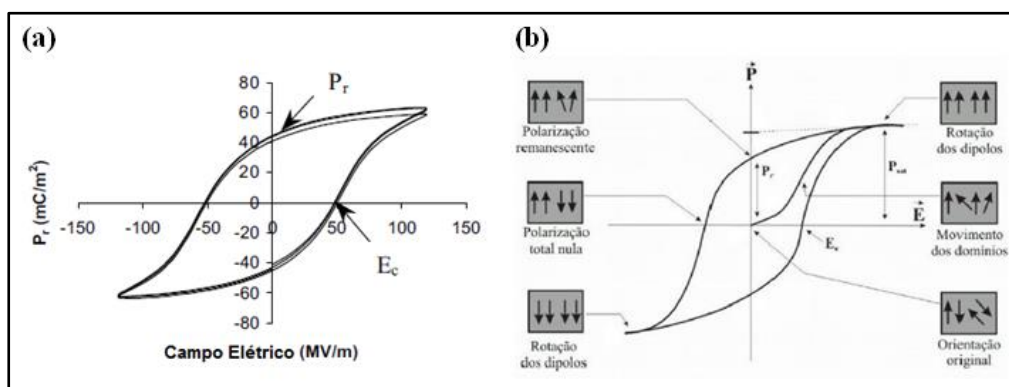 (a)
80
60
40
20
0
-20
-40
-60
-80
-150
-100
-50
0
50
100
150
P_r
E_c
P_r (mC/m²)
Campo Elétrico (MV/m)
(b)
P
E
P_r
P_sat
E_c
Polarização
remanescente
Polarização
total nula
Rotação
dos dipolos
Rotação
dos dipolos
Movimento
dos domínios
Orientação
original